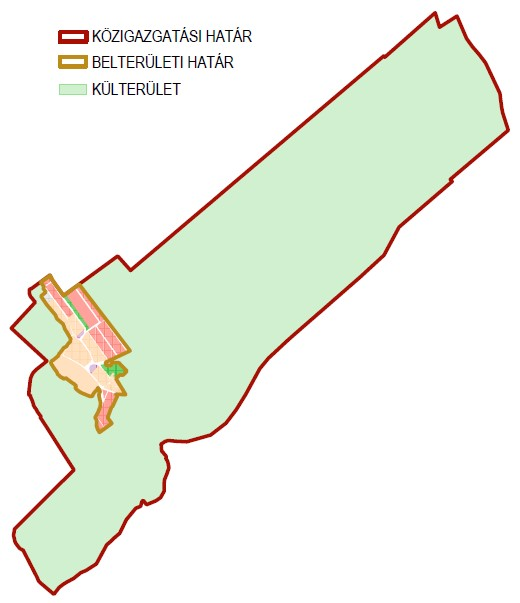 KÖZIGAZGATÁSI HATÁR
BELTERÜLETI HATÁR
KÜLTERÜLET